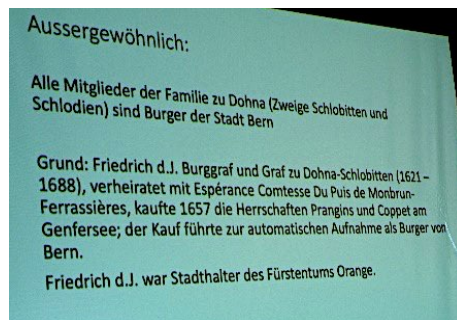 Aussergewöhnlich:
Alle Mitglieder der Familie zu Dohna (Zweige Schlobitten und
Schlodien) sind Burger der Stadt Bern
Grund: Friedrich d.J. Burggraf und Graf zu Dohna-Schlobitten (1621 –
1688), verheiratet mit Espérance Comtesse Du Puis de Monbrun-
Ferrassières, kaufte 1657 die Herrschaften Prangins und Coppet am
Genfersee; der Kauf führte zur automatischen Aufnahme als Burger von
Bern.
Friedrich d.J. war Stadthalter des Fürstentums Orange.